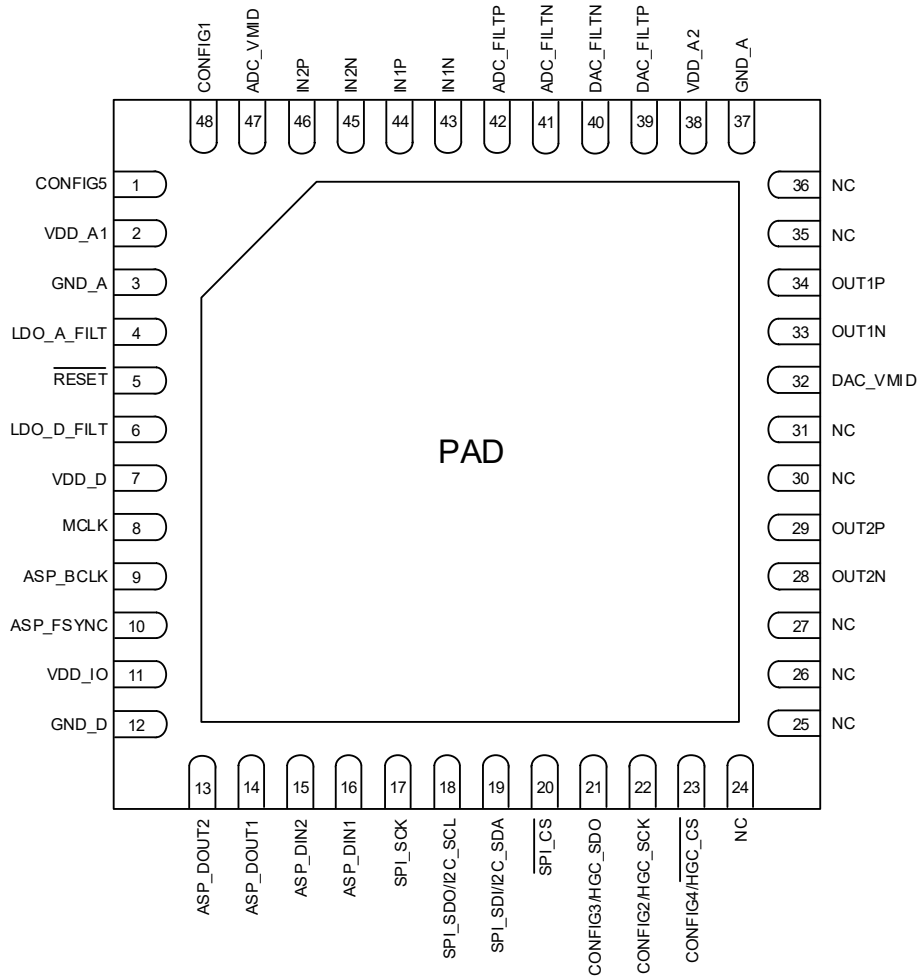 CONFIG1
ADC_VMID
IN2P
IN2N
IN1P
IN1N
ADC_FILTP
ADC_FILTN
DAC_FILTN
DAC_FILTP
VDD_A2
GND_A
48 47 46 45 44 43 42 41 40 39 38 37
CONFIG5 1
VDD_A1 2
GND_A 3
LDO_A_FILT 4
RESET 5
LDO_D_FILT 6
VDD_D 7
MCLK 8
ASP_BCLK 9
ASP_FSYNC 10
VDD_IO 11
GND_D 12
PAD
36 NC
35 NC
34 OUT1P
33 OUT1N
32 DAC_VMID
31 NC
30 NC
29 OUT2P
28 OUT2N
27 NC
26 NC
25 NC
13 14 15 16 17 18 19 20 21 22 23 24
ASP_DOUT2
ASP_DOUT1
ASP_DIN2
ASP_DIN1
SPI_SCK
SPI_SDO/I2C_SCL
SPI_SDI/I2C_SDA
SPI_CS
CONFIG3/HGC_SDO
CONFIG2/HGC_SCK
CONFIG4/HGC_CS
NC